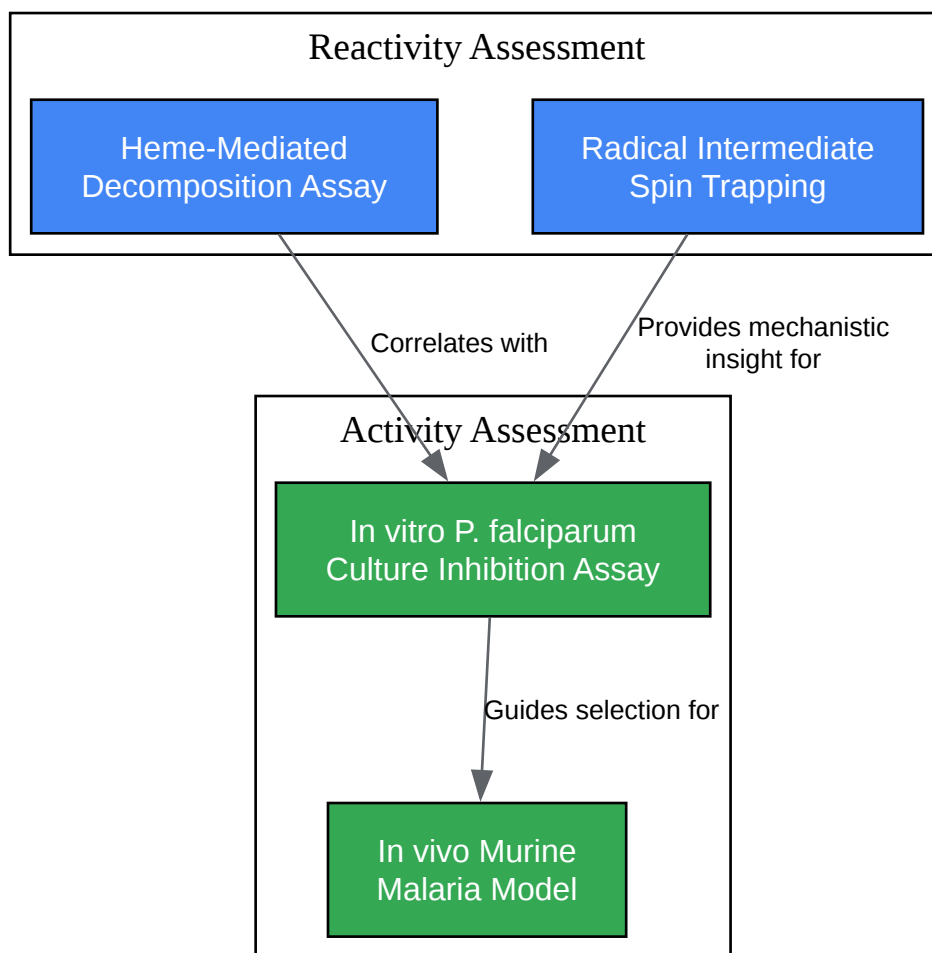 Reactivity Assessment
Heme-Mediated
Decomposition Assay
Radical Intermediate
Spin Trapping
Correlates with
Provides mechanistic
insight for
Activity Assessment
In vitro P. falciparum
Culture Inhibition Assay
Guides selection for
In vivo Murine
Malaria Model